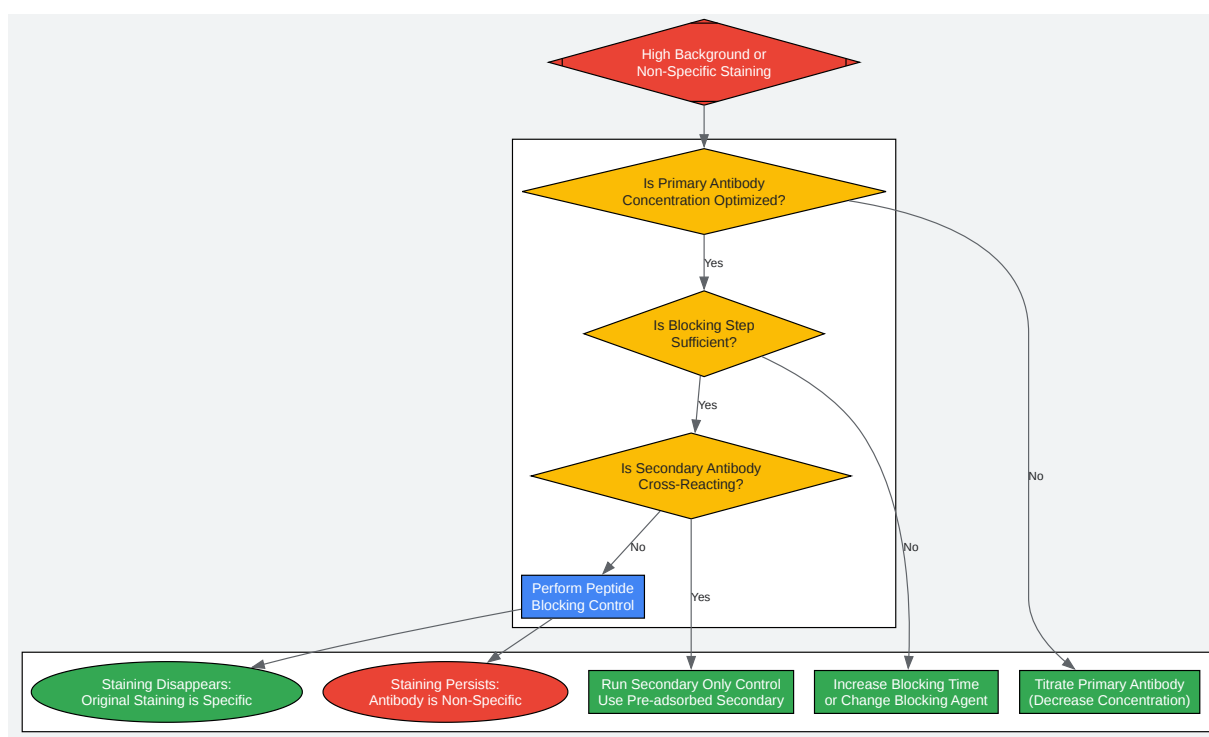 High Background or
Non-Specific Staining
Is Primary Antibody
Concentration Optimized?
Yes
Is Blocking Step
Sufficient?
Yes
Is Secondary Antibody
Cross-Reacting?
No
No
No
Perform Peptide
Blocking Control
Yes
Staining Disappears:
Original Staining is Specific
Staining Persists:
Antibody is Non-Specific
Run Secondary Only Control
Use Pre-adsorbed Secondary
Increase Blocking Time
or Change Blocking Agent
Titrate Primary Antibody
(Decrease Concentration)